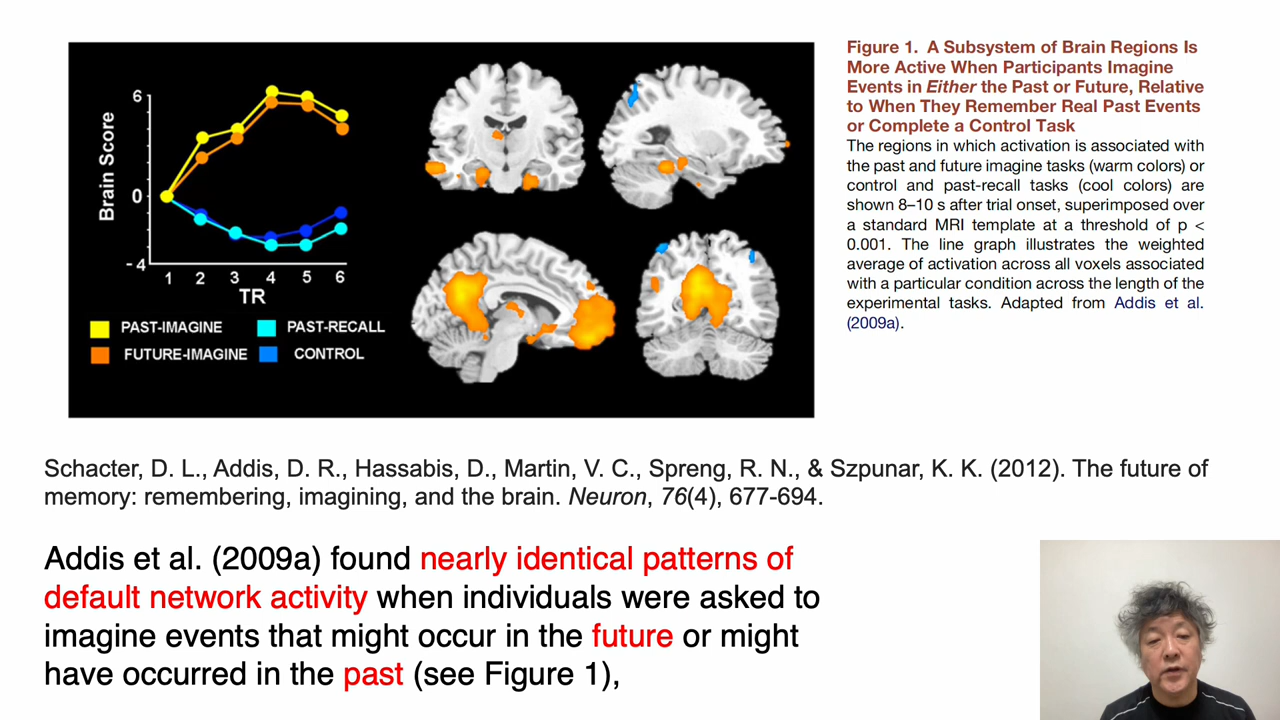 6
0
-4
Brain Score
1 2 3 4 5 6
TR
PAST-IMAGINE
PAST-RECALL
FUTURE-IMAGINE
CONTROL
Figure 1. A Subsystem of Brain Regions Is
More Active When Participants Imagine
Events in Either the Past or Future, Relative
to When They Remember Real Past Events
or Complete a Control Task
The regions in which activation is associated with
the past and future imagine tasks (warm colors) or
control and past-recall tasks (cool colors) are
shown 8–10 s after trial onset, superimposed over
a standard MRI template at a threshold of p <
0.001. The line graph illustrates the weighted
average of activation across all voxels associated
with a particular condition across the length of the
experimental tasks. Adapted from Addis et al.
(2009a).
Schacter, D. L., Addis, D. R., Hassabis, D., Martin, V. C., Spreng, R. N., & Szpunar, K. K. (2012). The future of
memory: remembering, imagining, and the brain. Neuron, 76(4), 677-694.
Addis et al. (2009a) found nearly identical patterns of
default network activity when individuals were asked to
imagine events that might occur in the future or might
have occurred in the past (see Figure 1),